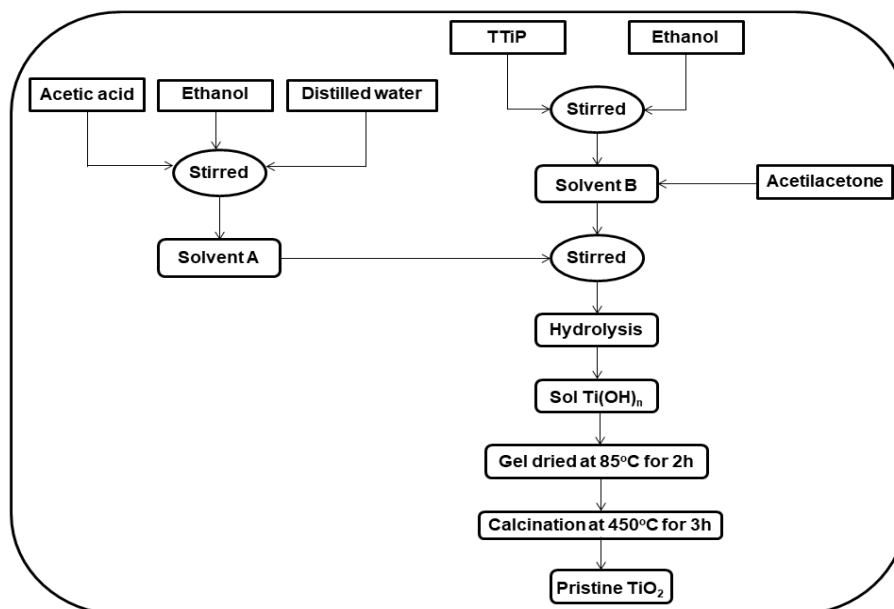 TTiP
Ethanol
Acetic acid
Ethanol
Distilled water
Stirred
Stirred
Solvent B
Acetilacetone
Solvent A
Stirred
Hydrolysis
Sol Ti(OH)ₙ
Gel dried at 85°C for 2h
Calcination at 450°C for 3h
Pristine TiO₂